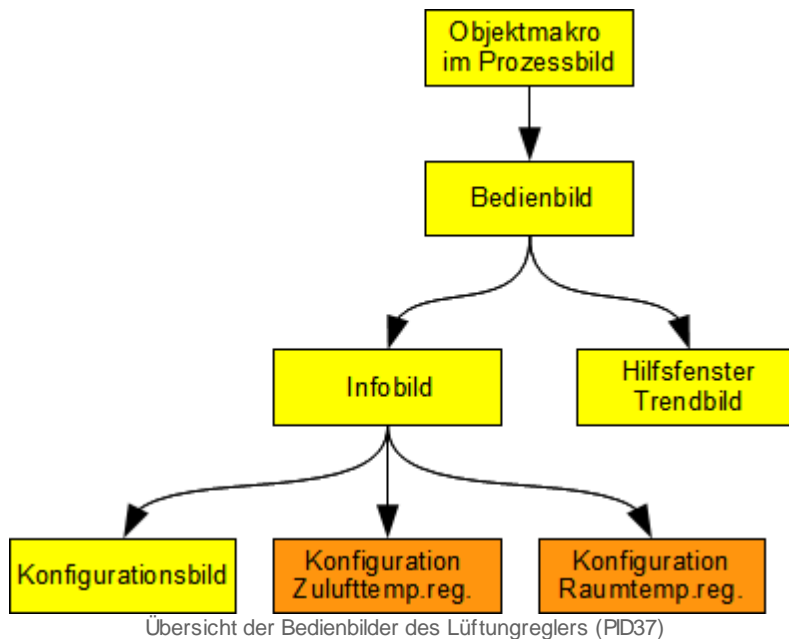 Objektmakro
im Prozessbild
Bedienbild
Infobild
Hilfsfenster
Trendbild
Konfigurationsbild
Konfiguration
Zulufttemp.reg.
Konfiguration
Raumtemp.reg.
Übersicht der Bedienbilder des Lüftungreglers (PID37)